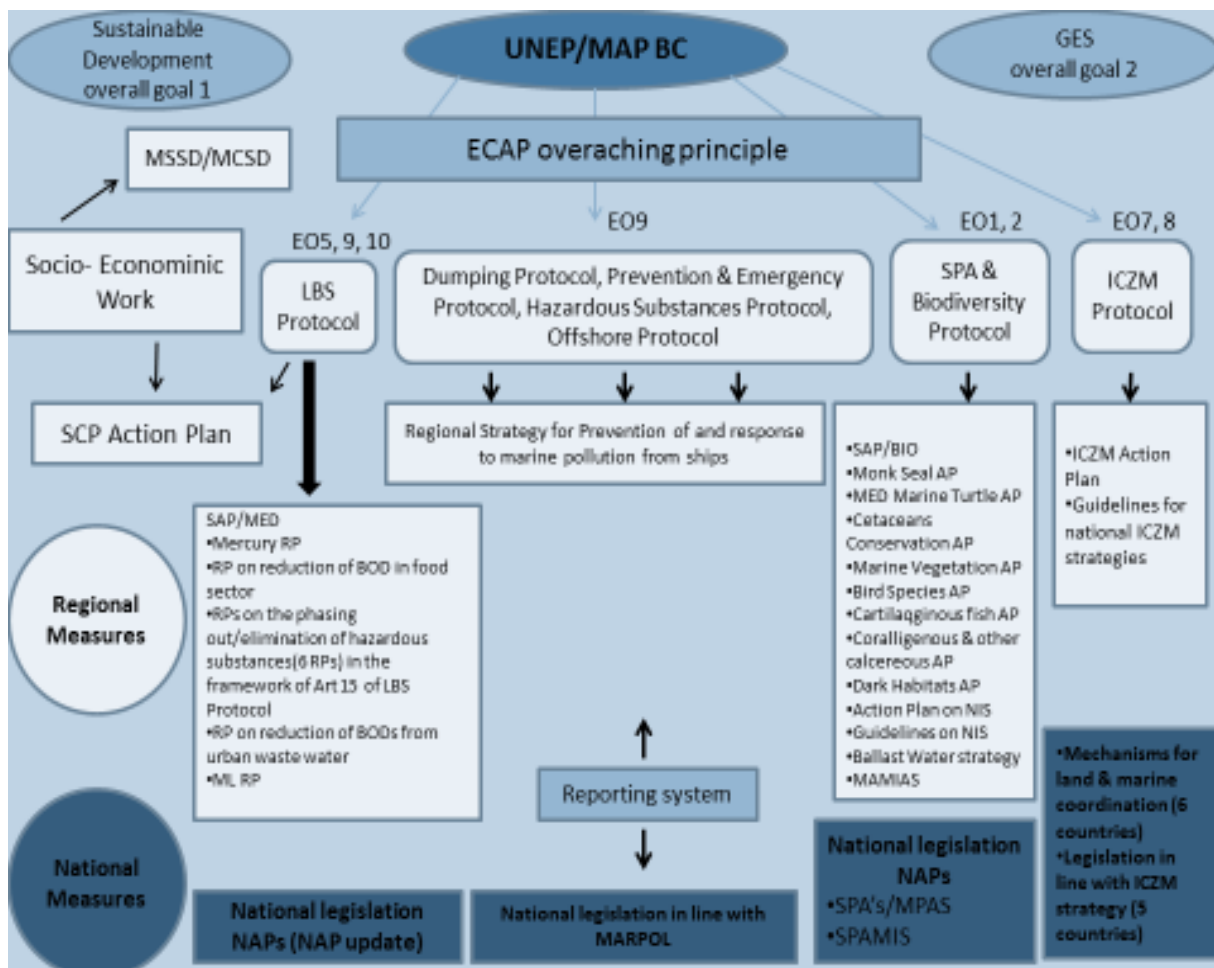 Sustainable
Development
overall goal 1
UNEP/MAP BC
GES
overall goal 2
MSSD/MCSD
ECAP overaching principle
Socio- Econominic
Work
EO5, 9, 10
EO9
EO1, 2
EO7, 8
LBS
Protocol
Dumping Protocol, Prevention & Emergency
Protocol, Hazardous Substances Protocol,
Offshore Protocol
SPA &
Biodiversity
Protocol
ICZM
Protocol
SCP Action Plan
Regional Strategy for Prevention of and response
to marine pollution from ships
•SAP/BIO
•Monk Seal AP
•MED Marine Turtle AP
•Cetaceans
Conservation AP
•Marine Vegetation AP
•Bird Species AP
•Cartilaqginous fish AP
•Coralligenous & other
calcereous AP
•Dark Habitats AP
•Action Plan on NIS
•Guidelines on NIS
•Ballast Water strategy
•MAMIAS
•ICZM Action
Plan
•Guidelines for
national ICZM
strategies
Regional
Measures
SAP/MED
•Mercury RP
•RP on reduction of BOD in food
sector
•RPs on the phasing
out/elimination of hazardous
substances(6 RPs) in the
framework of Art 15 of LBS
Protocol
•RP on reduction of BODs from
urban waste water
•ML RP
Reporting system
•Mechanisms for
land & marine
coordination (6
countries)
•Legislation in
line with ICZM
strategy (5
countries)
National
Measures
National legislation
NAPs (NAP update)
National legislation in line with
MARPOL
National legislation
NAPs
•SPA's/MPAS
•SPAMIS